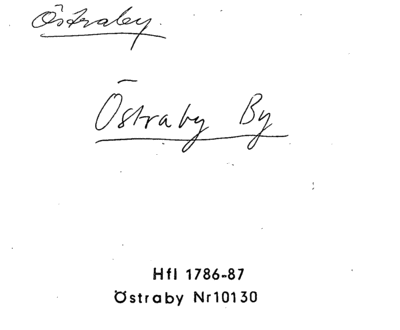 Östraby.
Östraby By
Hfl 1786-87
Östraby Nr10130